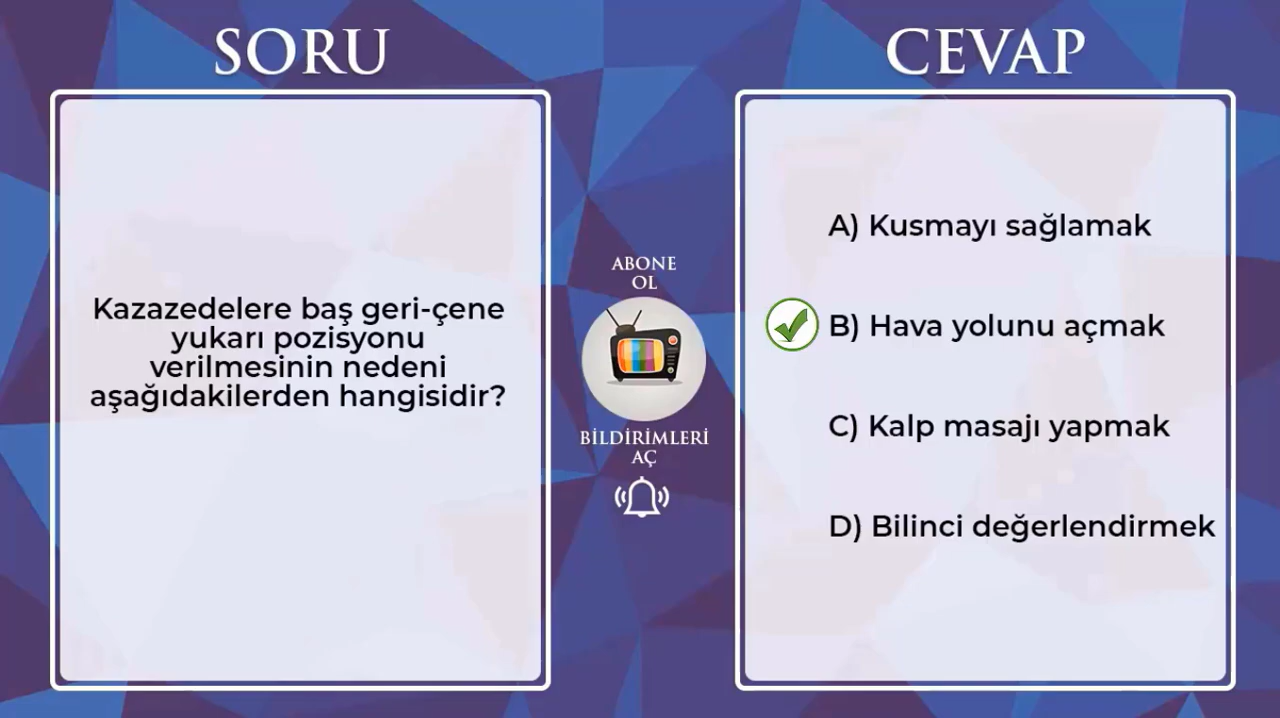 SORU
Kazazedelere baş geri-çene
yukarı pozisyonu
verilmesinin nedeni
aşağıdakilerden hangisidir?
ABONE
OL
BİLDİRİMLERİ
AÇ
CEVAP
A) Kusmayı sağlamak
B) Hava yolunu açmak
C) Kalp masajı yapmak
D) Bilinci değerlendirmek